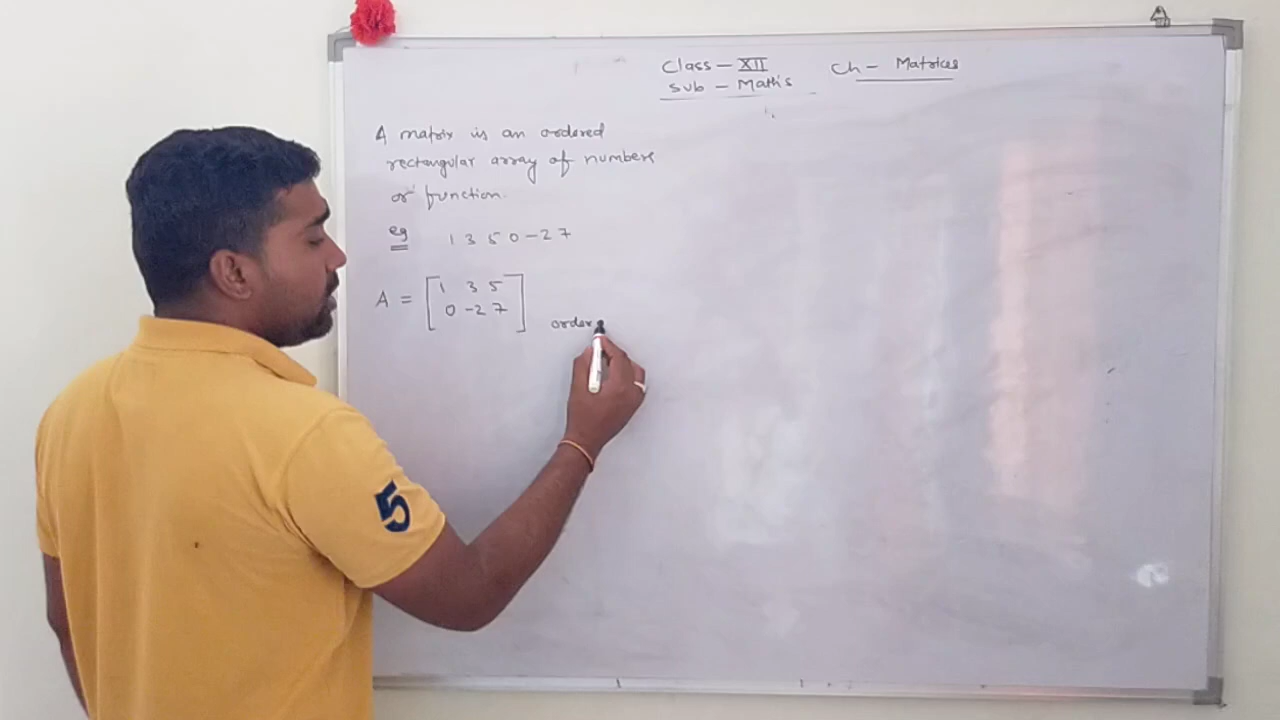 Class - XII Ch - Matrices
Sub - Maths
A matrix is an ordered
rectangular array of numbers
or function.
eg 1 3 5 0 -2 7
A = [1 3 5
0 -2 7]
order
5